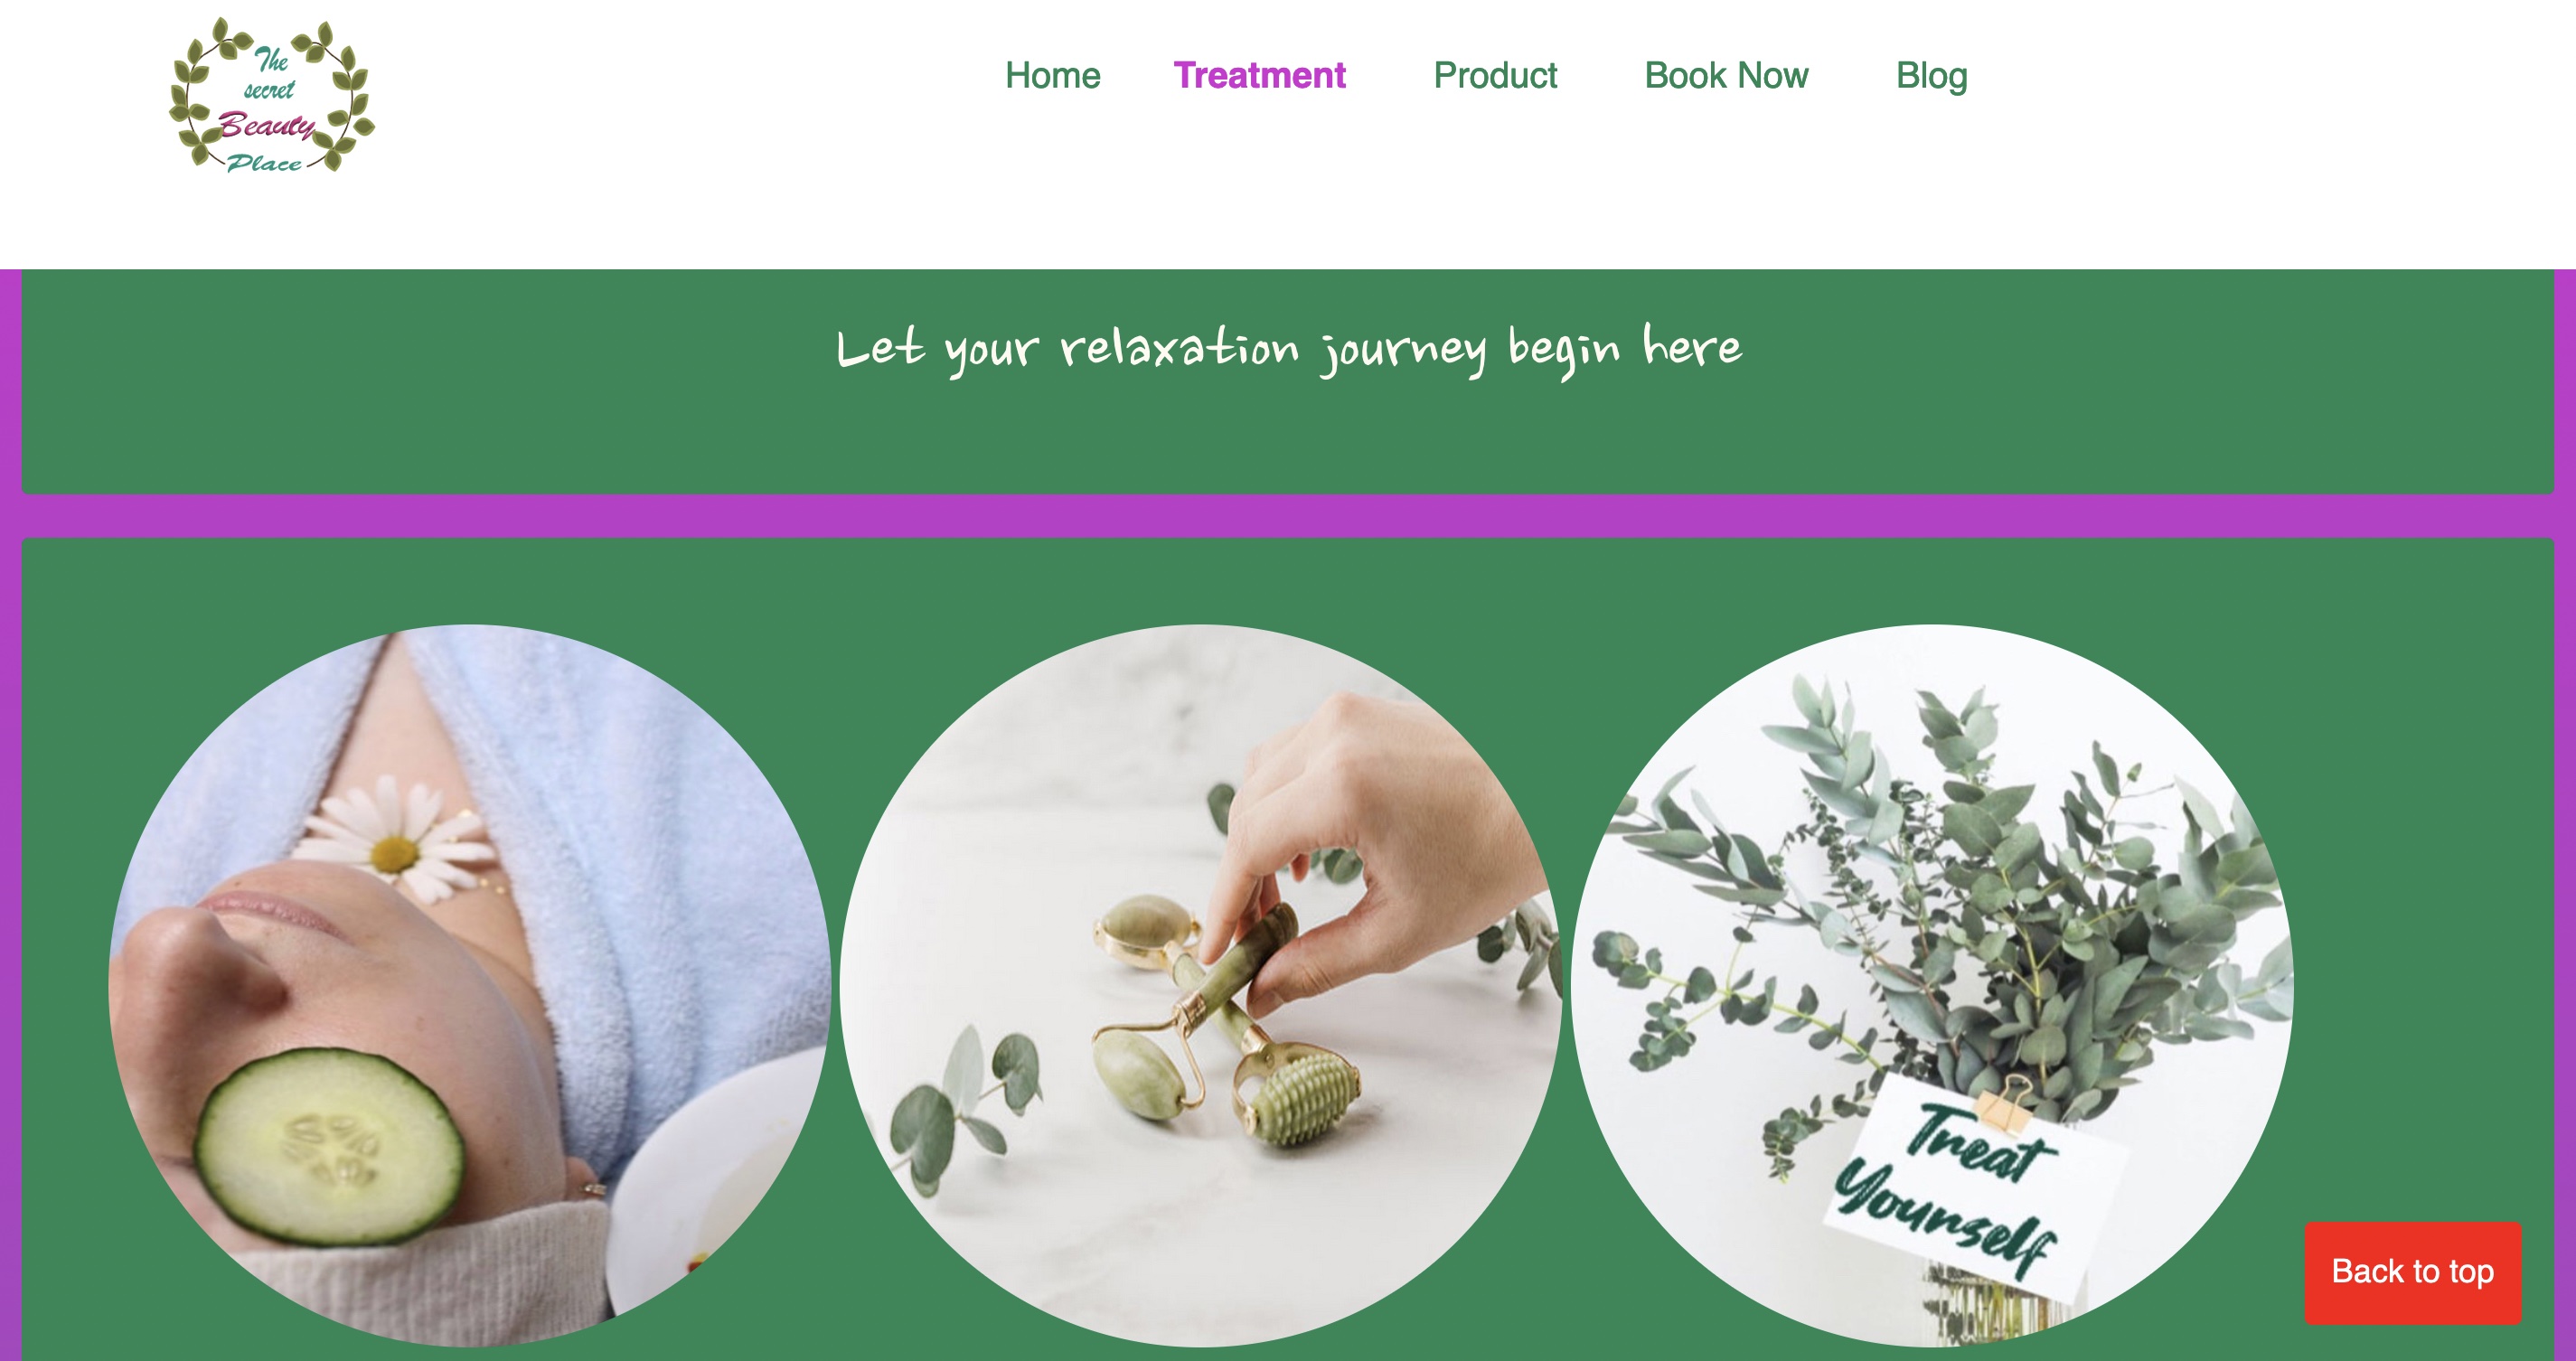 The
secret
Beauty
Place
Home Treatment Product Book Now Blog
Let your relaxation journey begin here
Treat
Yourself
Back to top